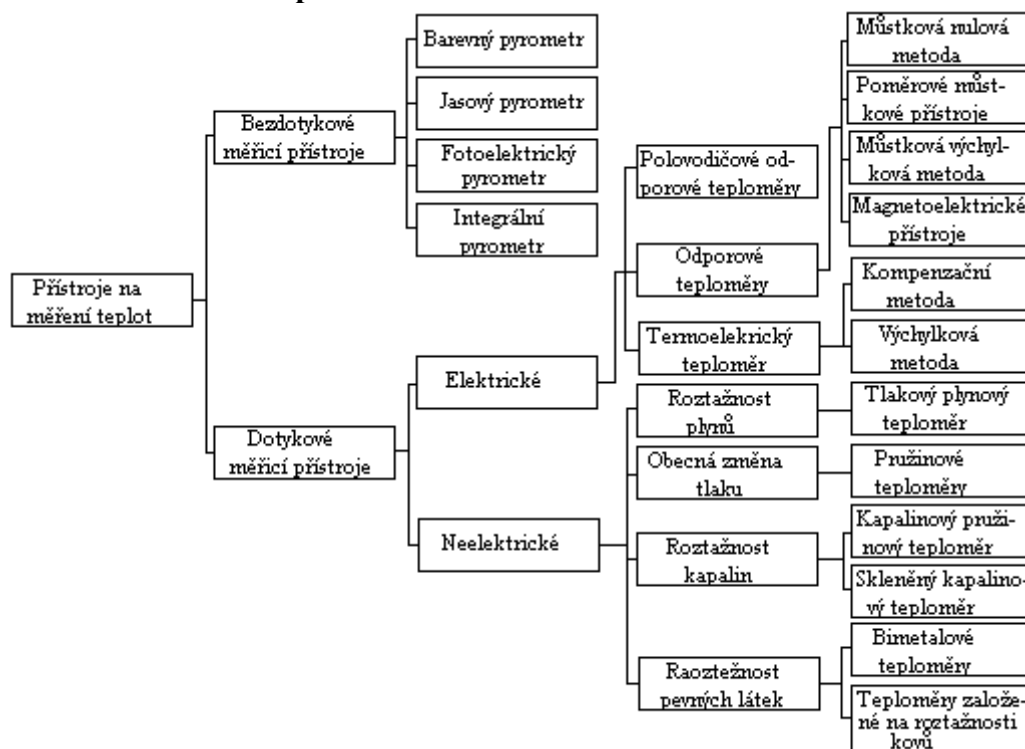 Barevný pyrometr
Jasový pyrometr
Bezdotykové
měřicí přístroje
Fotoelektrický
pyrometr
Integrální
pyrometr
Přístroje na
měření teplot
Dotykové
měřicí přístroje
Elektrické
Neelektrické
Polovodičové od-
porové teploměry
Odporové
teploměry
Termoelekrický
teploměr
Roztažnost
plynů
Obecná změna
tlaku
Roztažnost
kapalin
Raoztežnost
pevných látek
Můstková nulová
metoda
Poměrové můst-
kové přístroje
Můstková výchyl-
ková metoda
Magnetoelektrické
přístroje
Kompenzační
metoda
Výchylková
metoda
Tlakový plynový
teploměr
Pružinové
teploměry
Kapalinový pruži-
nový teploměr
Skleněný kapalino-
vý teploměr
Bimetalové
teploměry
Teploměry založe-
né na roztažnosti
kovů